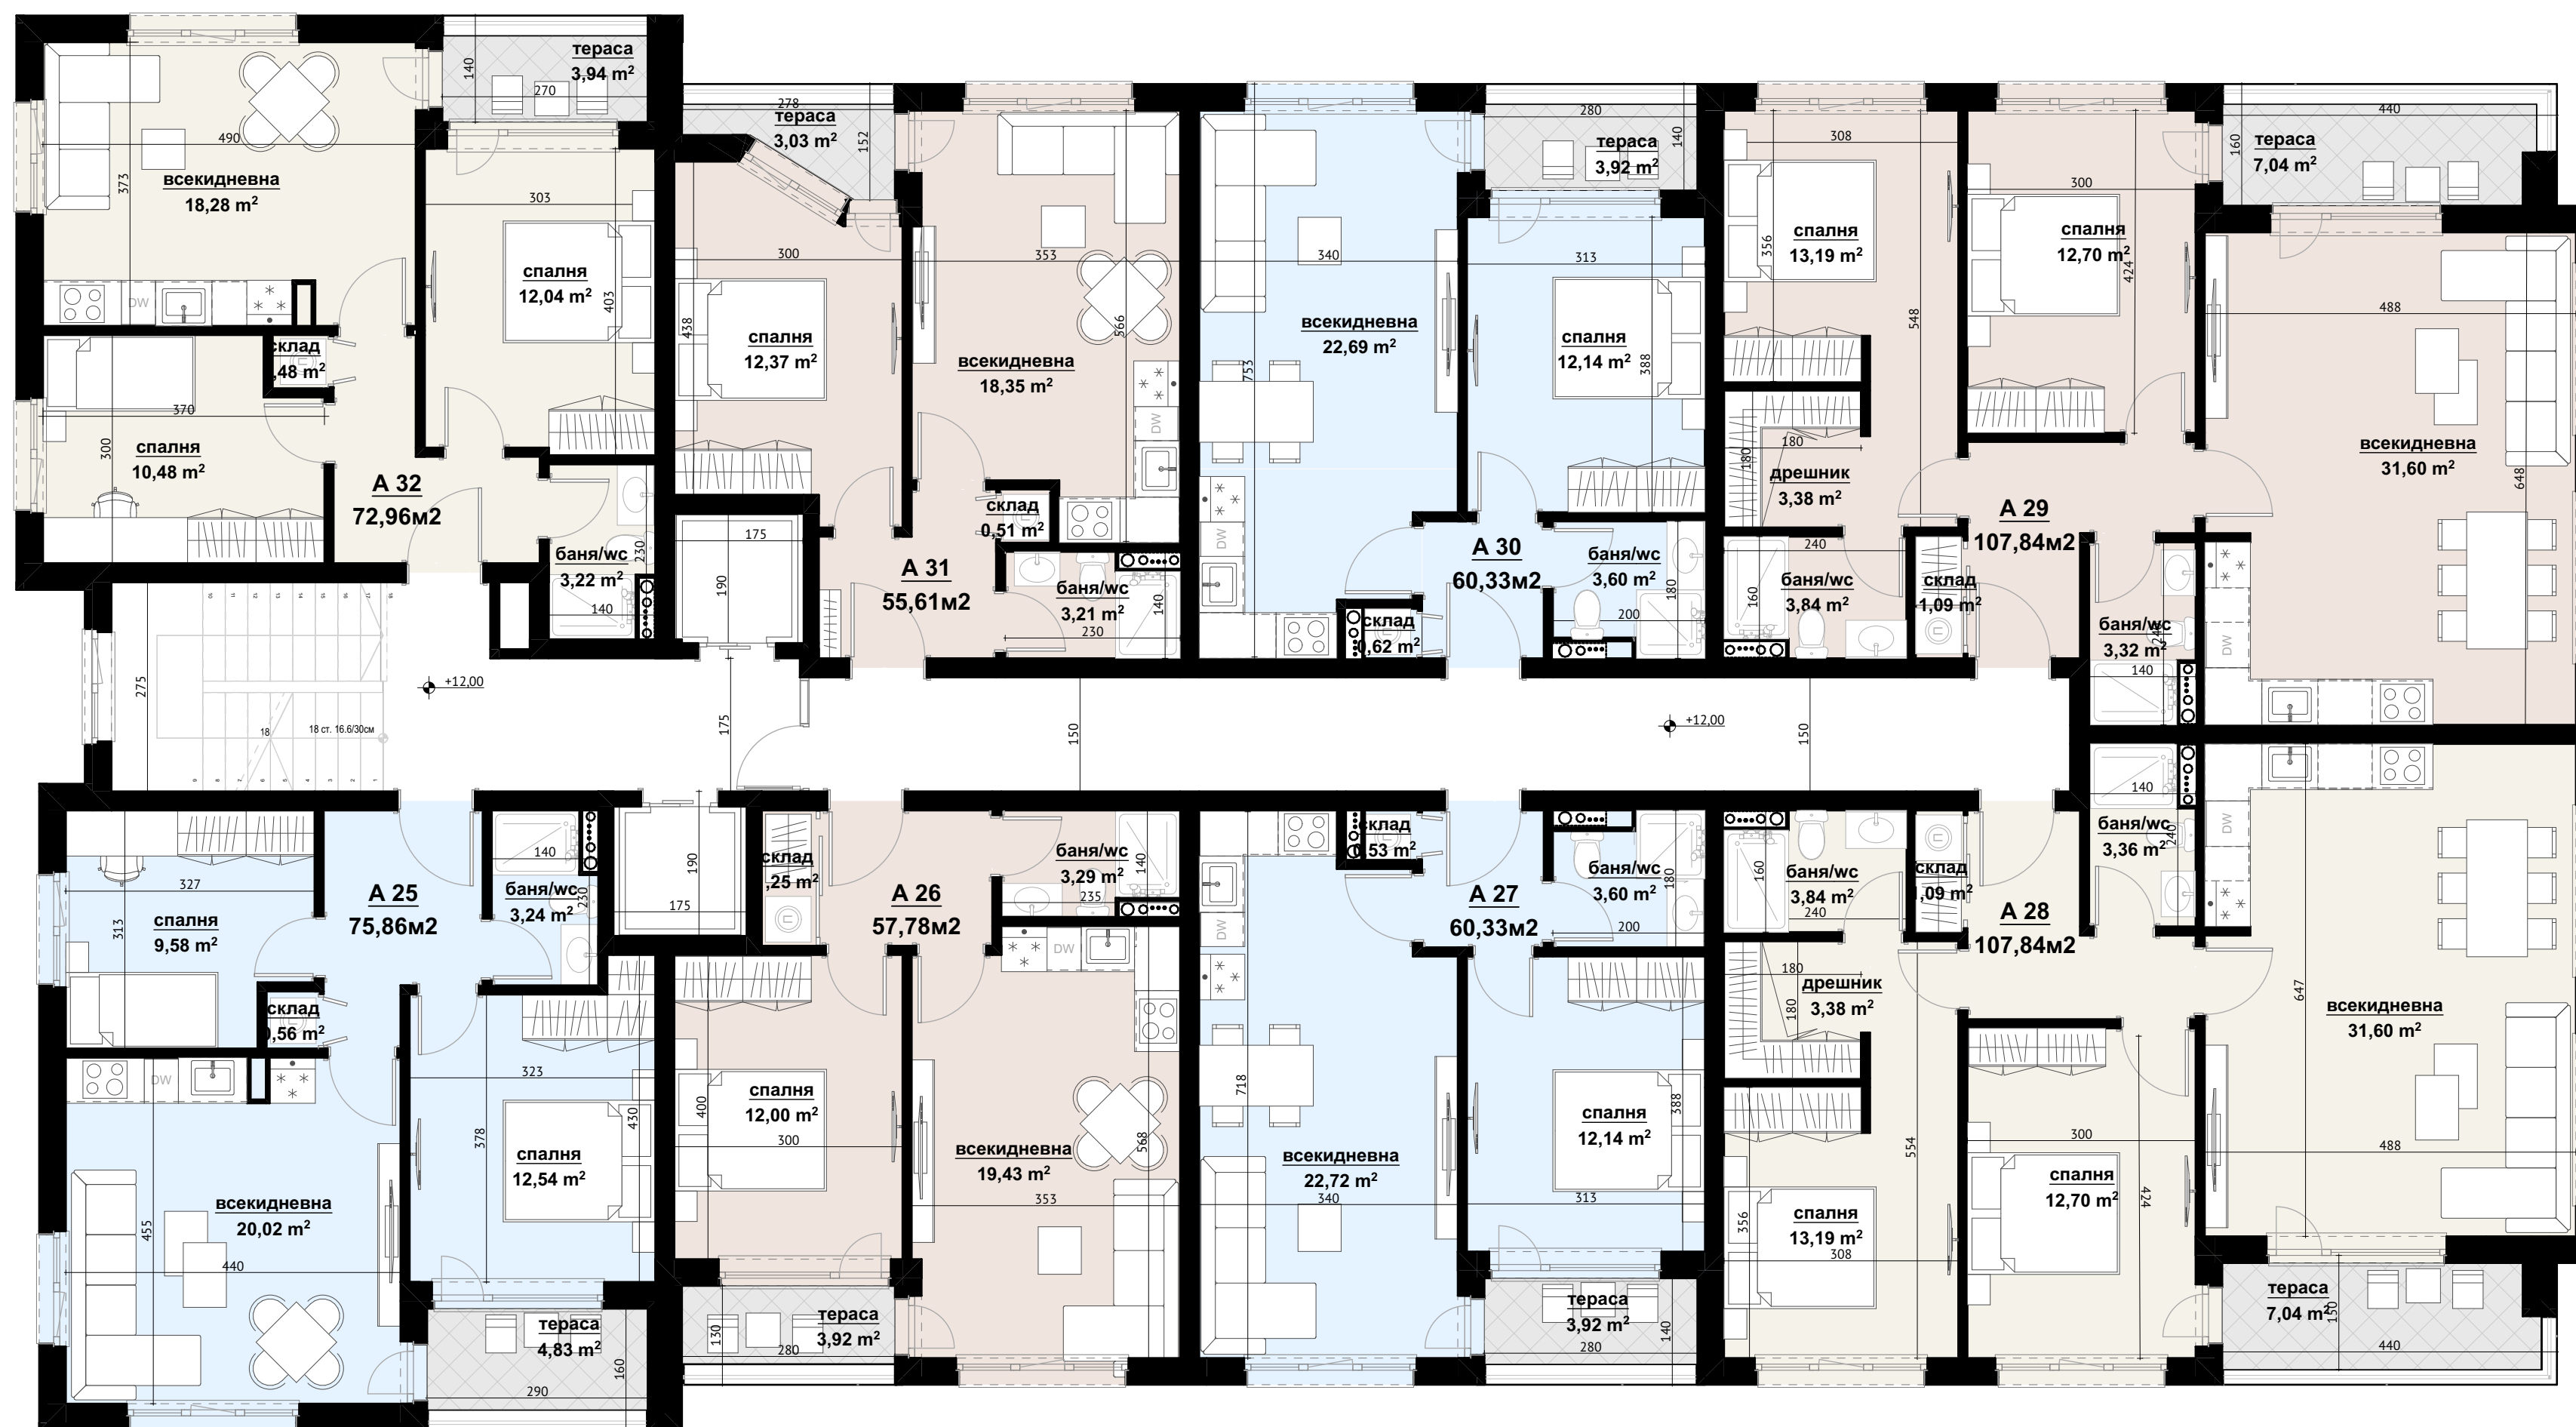 тераса
3,94 m²
140
270
490
373
всекидневна
18,28 m²
303
спалня
12,04 m²
403
DW
склад
,48 m²
370
300
спалня
10,48 m²
А 32
72,96м2
баня/wc
3,22 m²
230
140
278
тераса
3,03 m²
152
300
438
спалня
12,37 m²
353
566
всекидневна
18,35 m²
DW
склад
0,51 m²
175
190
А 31
55,61м2
баня/wc
3,21 m²
140
230
280
тераса
3,92 m²
140
340
313
всекидневна
22,69 m²
753
спалня
12,14 m²
388
DW
А 30
60,33м2
склад
0,62 m²
баня/wc
3,60 m²
180
200
308
356
спалня
13,19 m²
548
180
180
дрешник
3,38 m²
240
160
баня/wc
3,84 m²
300
спалня
12,70 m²
424
440
160
тераса
7,04 m²
488
всекидневна
31,60 m²
648
А 29
107,84м2
склад
1,09 m²
баня/wc
3,32 m²
140
DW
275
+12,00
18
18 ст. 16.6/30см
175
150
+12,00
150
327
313
спалня
9,58 m²
А 25
75,86м2
140
баня/wc
3,24 m²
230
склад
0,56 m²
DW
323
378
430
спалня
12,54 m²
всекидневна
20,02 m²
455
440
тераса
4,83 m²
290
160
190
175
склад
,25 m²
А 26
57,78м2
баня/wc
3,29 m²
140
235
DW
спалня
12,00 m²
400
300
всекидневна
19,43 m²
568
353
130
тераса
3,92 m²
280
склад
0,53 m²
А 27
60,33м2
баня/wc
3,60 m²
180
200
DW
718
всекидневна
22,72 m²
340
спалня
12,14 m²
388
313
тераса
3,92 m²
140
280
160
баня/wc
3,84 m²
240
склад
1,09 m²
А 28
107,84м2
140
баня/wc
3,36 m²
240
DW
180
180
дрешник
3,38 m²
554
356
спалня
13,19 m²
308
300
спалня
12,70 m²
424
647
всекидневна
31,60 m²
488
тераса
7,04 m²
150
440